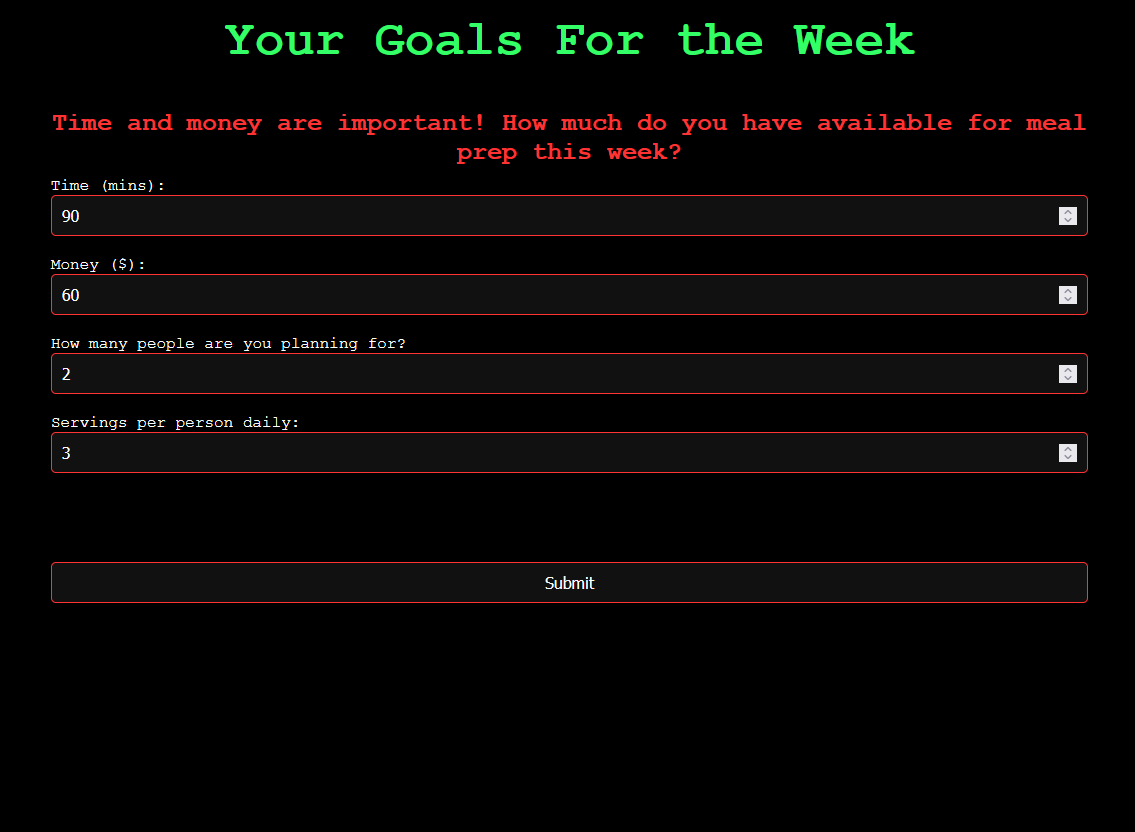 Your Goals For the Week
Time and money are important! How much do you have available for meal
prep this week?
Time (mins):
90
Money ($):
60
How many people are you planning for?
2
Servings per person daily:
3
Submit